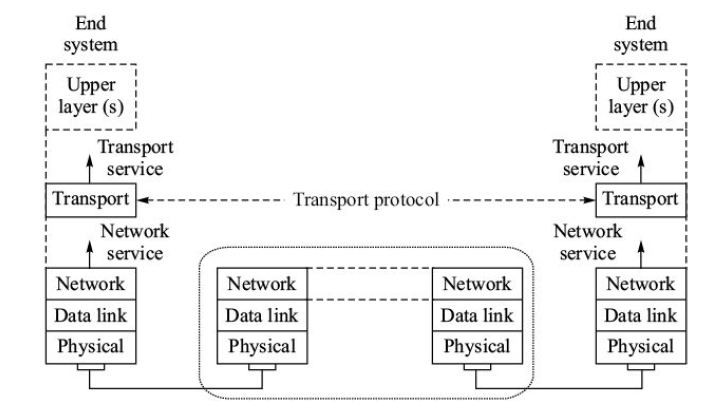 End
system
End
system
Upper
layer (s)
Upper
layer (s)
Transport
service
Transport
service
Transport
Transport protocol
Transport
Network
service
Network
service
Network
Network
Network
Network
Data link
Data link
Data link
Data link
Physical
Physical
Physical
Physical